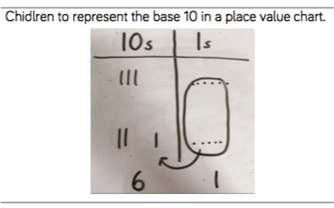 Chidlren to represent the base 10 in a place value chart.
10s 1s
6 1